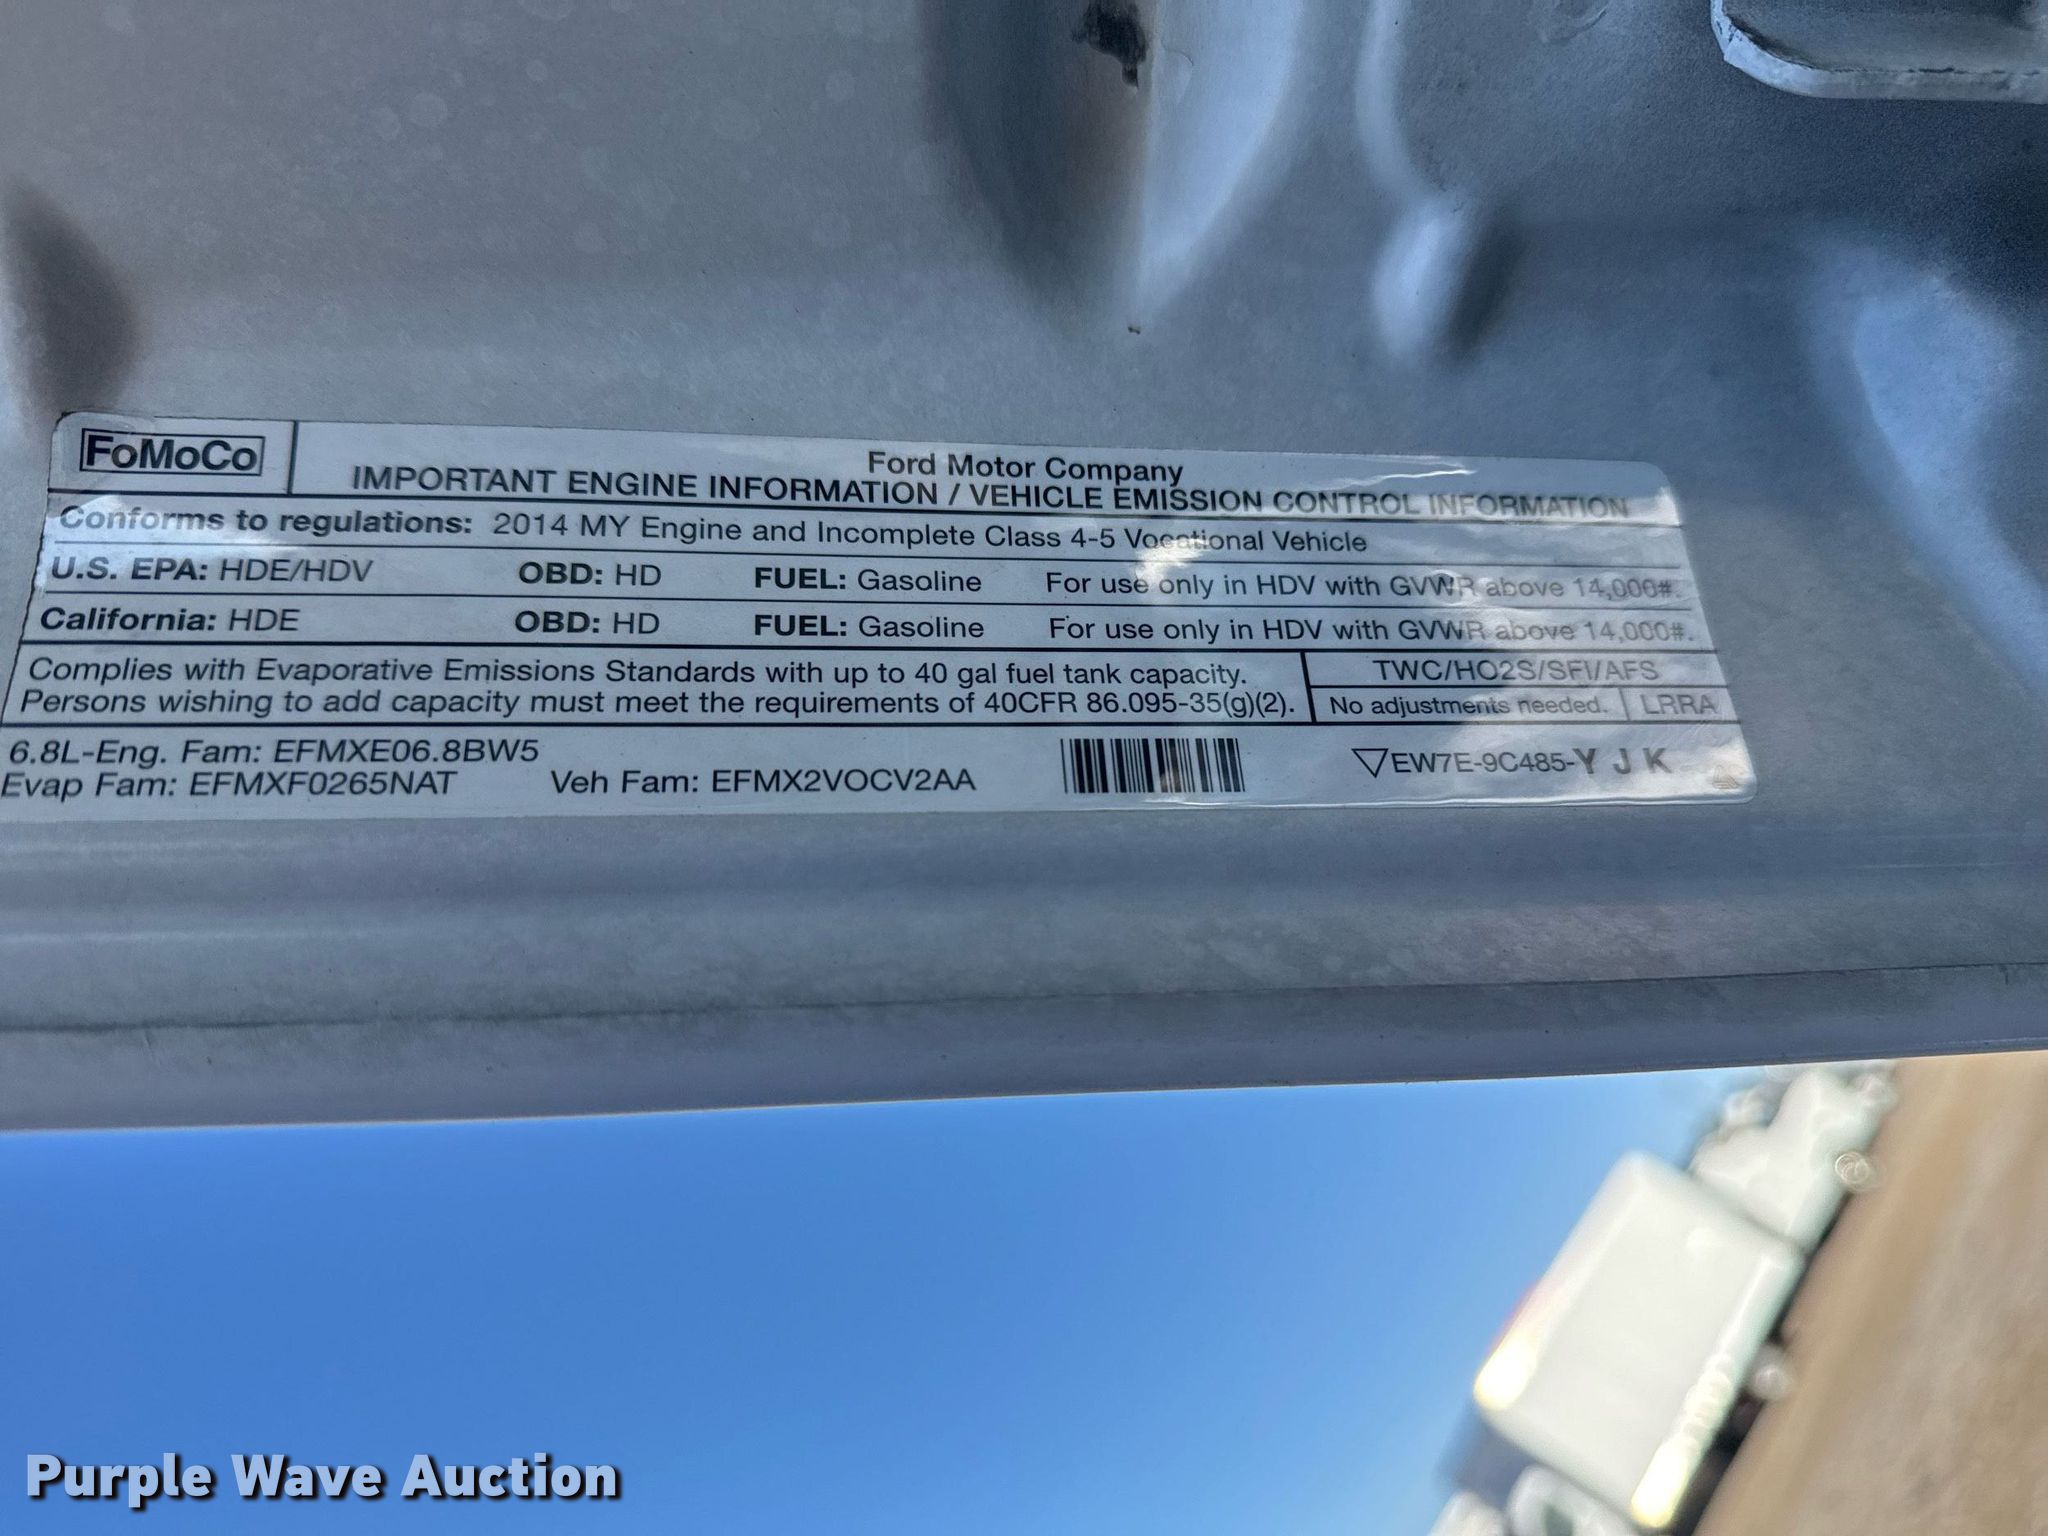 FoMoCo
Ford Motor Company
IMPORTANT ENGINE INFORMATION / VEHICLE EMISSION CONTROL INFORMATION
Conforms to regulations: 2014 MY Engine and Incomplete Class 4-5 Vocational Vehicle
U.S. EPA: HDE/HDV OBD: HD FUEL: Gasoline For use only in HDV with GVWR above 14,000#.
California: HDE OBD: HD FUEL: Gasoline For use only in HDV with GVWR above 14,000#.
Complies with Evaporative Emissions Standards with up to 40 gal fuel tank capacity.
Persons wishing to add capacity must meet the requirements of 40CFR 86.095-35(g)(2).
TWC/HO2S/SFI/AFS
No adjustments needed. LRRA
6.8L-Eng. Fam: EFMXE06.8BW5
Evap Fam: EFMXF0265NAT Veh Fam: EFMX2VOCV2AA
EW7E-9C485-Y J K
Purple Wave Auction